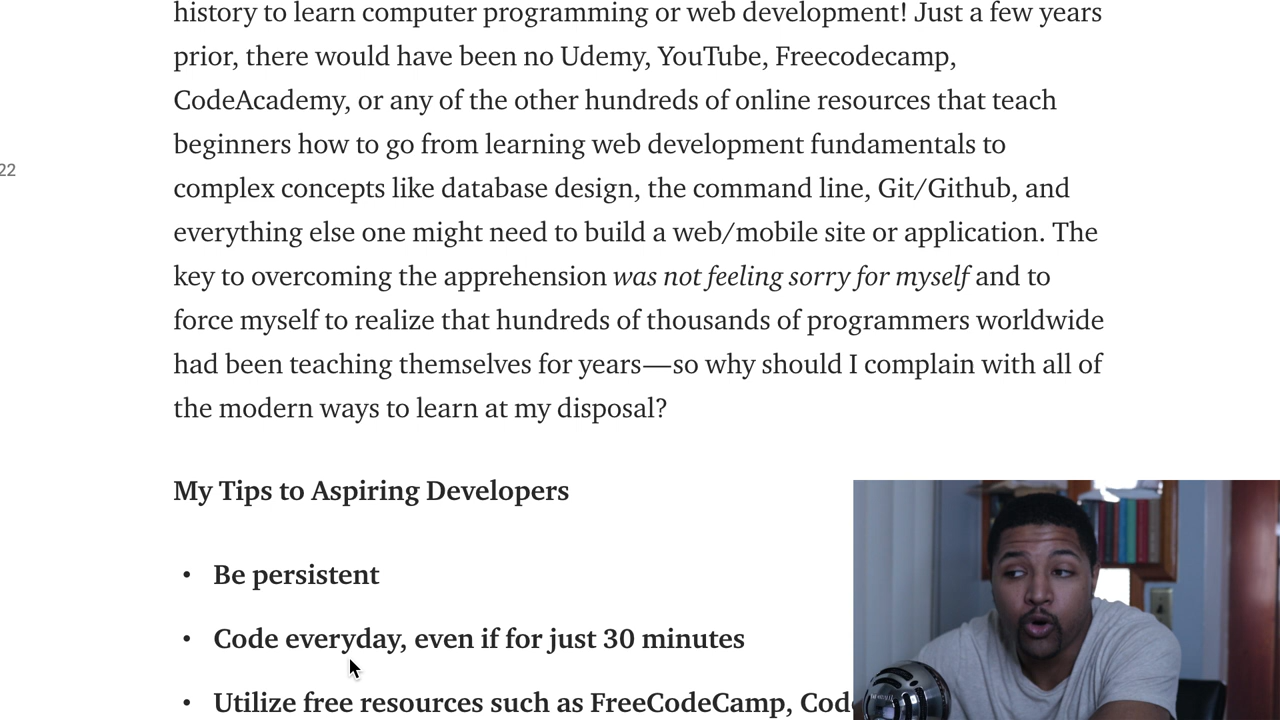 history to learn computer programming or web development! Just a few years
prior, there would have been no Udemy, YouTube, Freecodecamp,
CodeAcademy, or any of the other hundreds of online resources that teach
beginners how to go from learning web development fundamentals to
22
complex concepts like database design, the command line, Git/Github, and
everything else one might need to build a web/mobile site or application. The
key to overcoming the apprehension was not feeling sorry for myself and to
force myself to realize that hundreds of thousands of programmers worldwide
had been teaching themselves for years—so why should I complain with all of
the modern ways to learn at my disposal?
My Tips to Aspiring Developers
• Be persistent
• Code everyday, even if for just 30 minutes
• Utilize free resources such as FreeCodeCamp, Cod